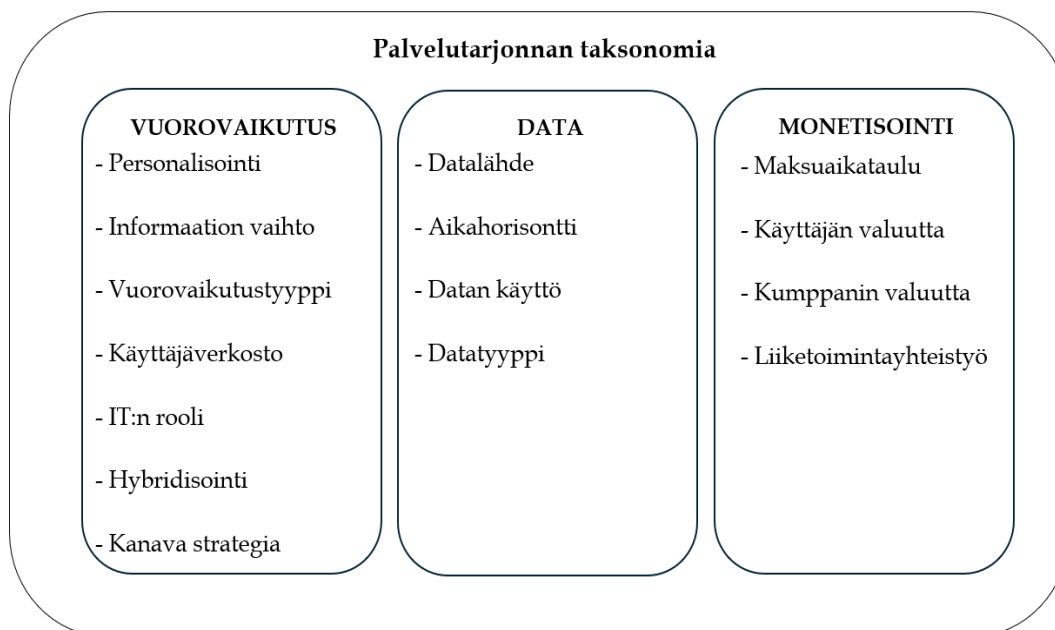 Palvelutarjonnan taksonomia
VUOROVAIKUTUS
- Personalisointi
- Informaation vaihto
- Vuorovaikutustyyppi
- Käyttäjäverkosto
- IT:n rooli
- Hybridisointi
- Kanava strategia
DATA
- Datalähde
- Aikahorisontti
- Datan käyttö
- Datatyyppi
MONETISOINTI
- Maksuaikataulu
- Käyttäjän valuutta
- Kumppanin valuutta
- Liiketoimintayhteistyö